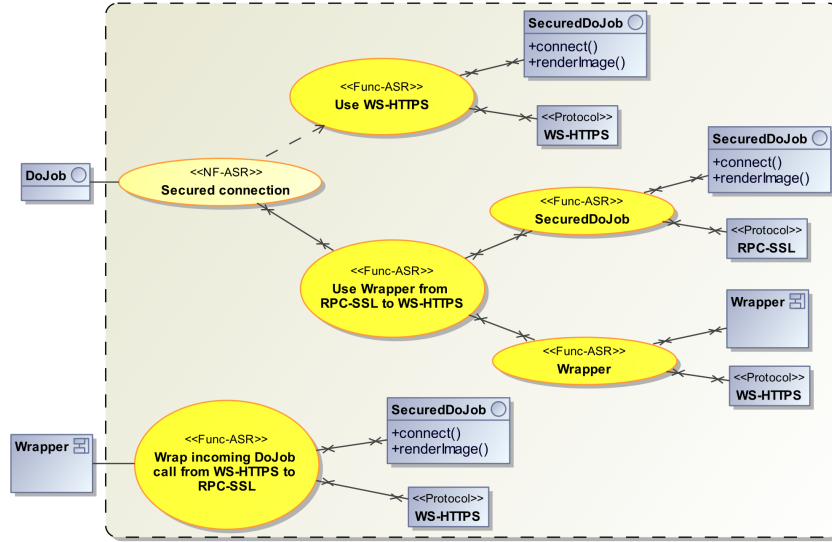 SecuredDoJob
+connect()
+renderImage()
<<Func-ASR>>
Use WS-HTTPS
<<Protocol>>
WS-HTTPS
SecuredDoJob
+connect()
+renderImage()
DoJob
<<NF-ASR>>
Secured connection
<<Func-ASR>>
SecuredDoJob
<<Protocol>>
RPC-SSL
<<Func-ASR>>
Use Wrapper from
RPC-SSL to WS-HTTPS
Wrapper
<<Func-ASR>>
Wrapper
<<Protocol>>
WS-HTTPS
SecuredDoJob
+connect()
+renderImage()
Wrapper
<<Func-ASR>>
Wrap incoming DoJob
call from WS-HTTPS to
RPC-SSL
<<Protocol>>
WS-HTTPS